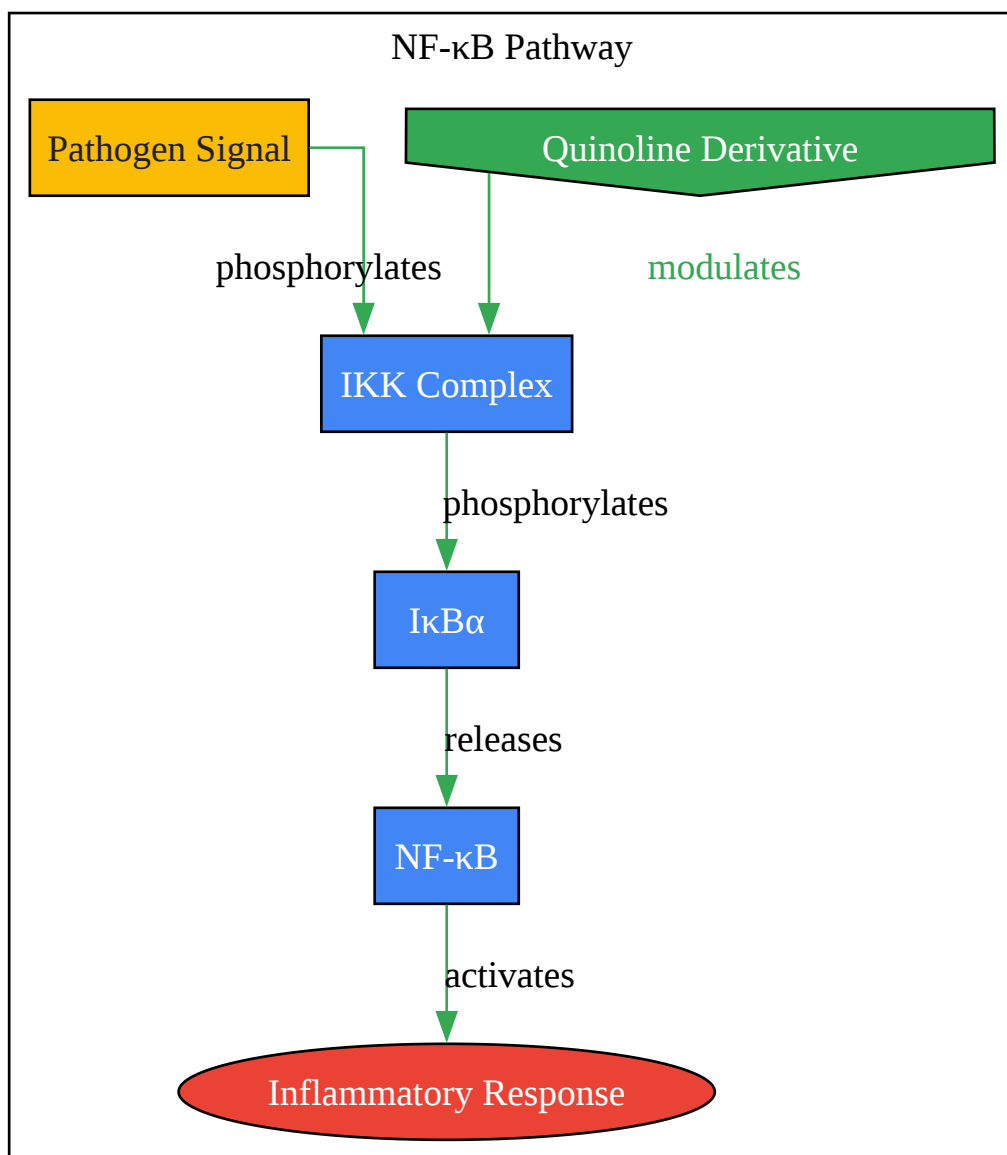 NF-κB Pathway
Pathogen Signal
Quinoline Derivative
phosphorylates
modulates
IKK Complex
phosphorylates
IκBα
releases
NF-κB
activates
Inflammatory Response